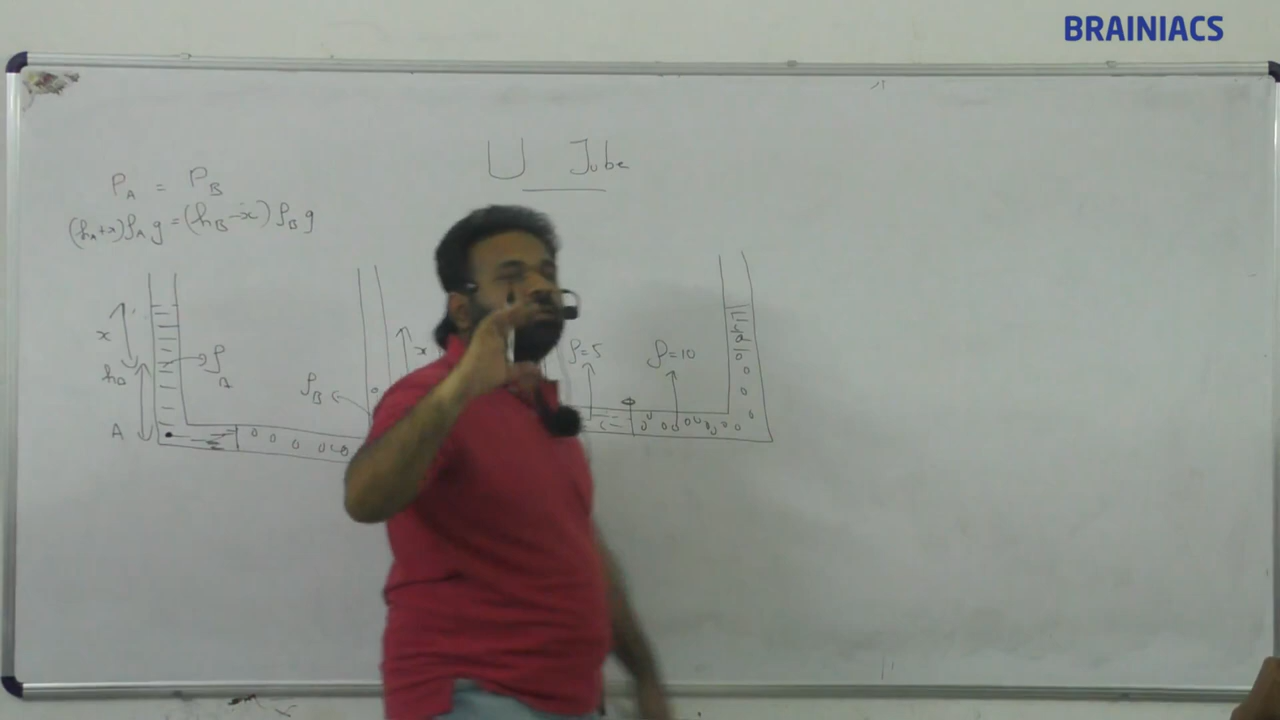 BRAINIACS
U Tube
P_A = P_B
(h_A+x)ρ_A g = (h_B-x) ρ_B g
x
h_A
ρ_A
A
ρ_B
x
ρ=5
ρ=10